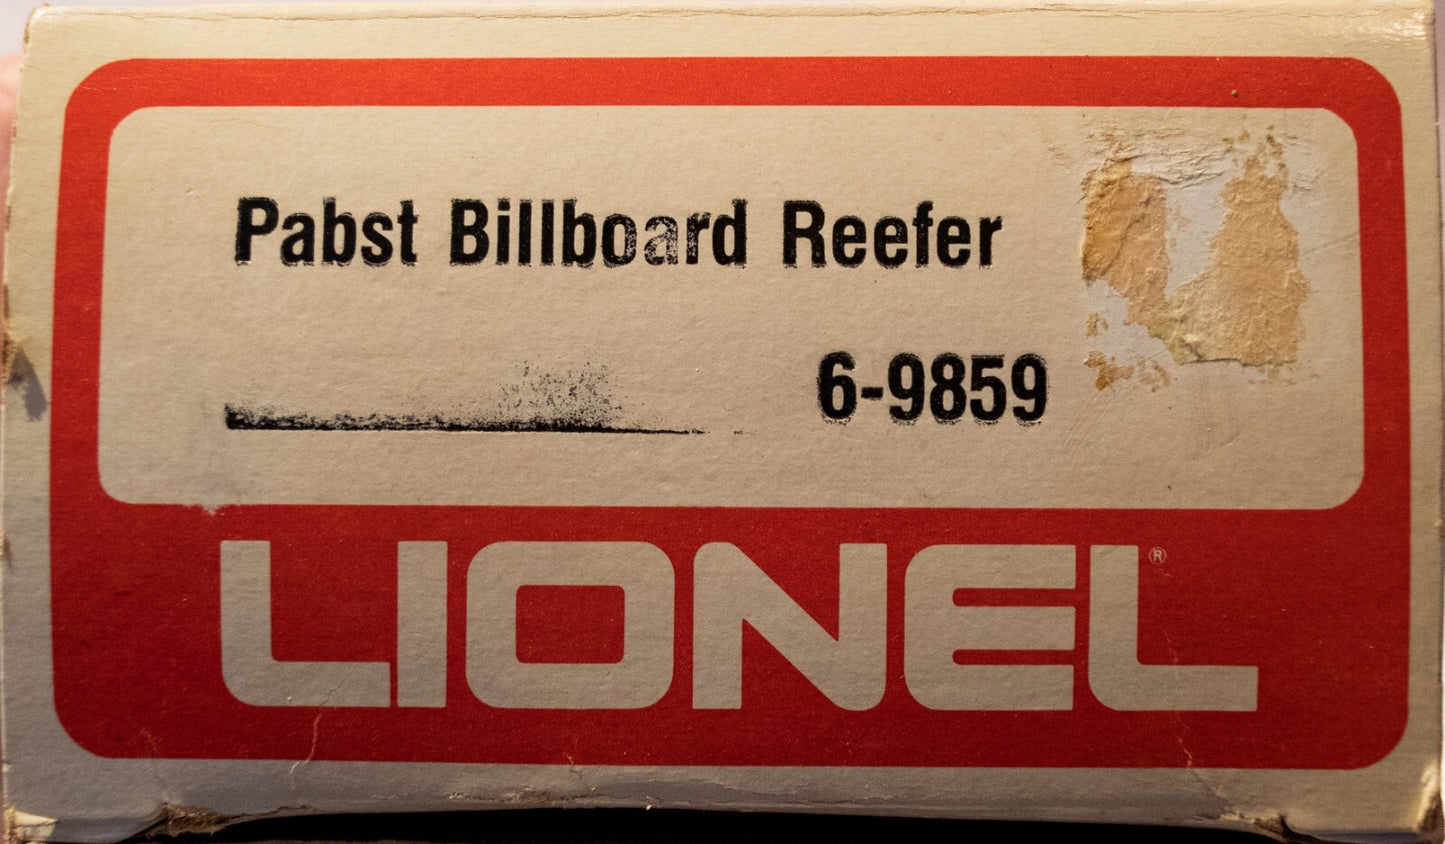 Pabst Billboard Reefer
6-9859
LIONEL®